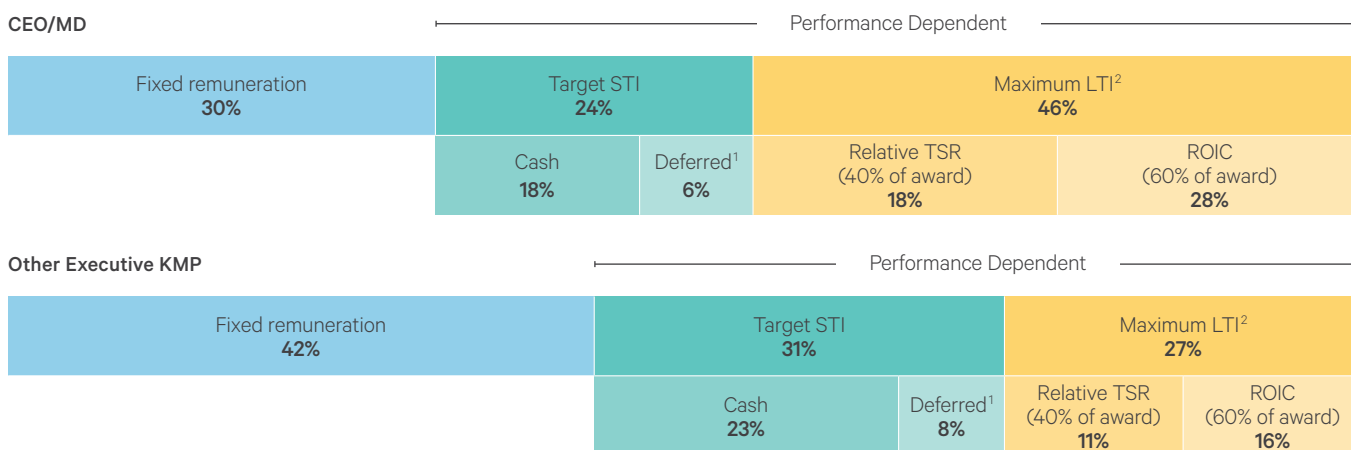 CEO/MD
Performance Dependent
Fixed remuneration
30%
Target STI
24%
Maximum LTI²
46%
Cash
18%
Deferred¹
6%
Relative TSR
(40% of award)
18%
ROIC
(60% of award)
28%
Other Executive KMP
Performance Dependent
Fixed remuneration
42%
Target STI
31%
Maximum LTI²
27%
Cash
23%
Deferred¹
8%
Relative TSR
(40% of award)
11%
ROIC
(60% of award)
16%